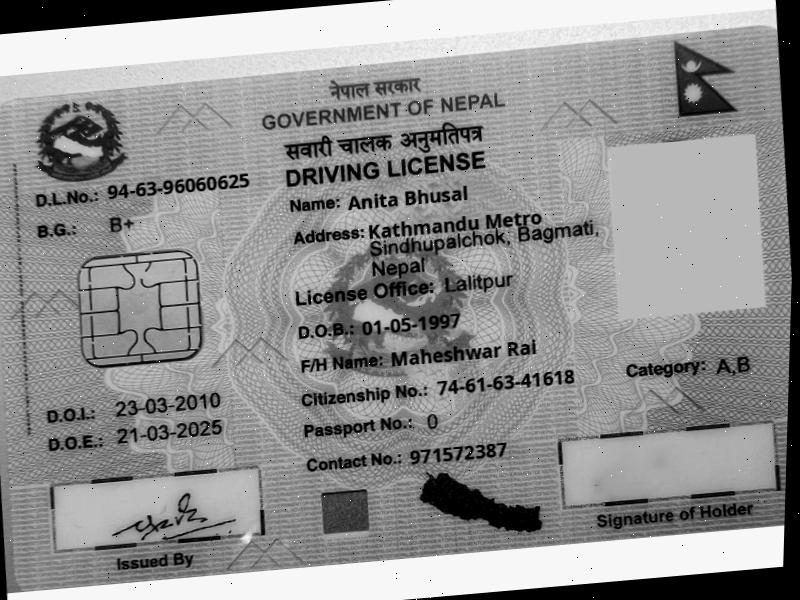 नेपाल सरकार
GOVERNMENT OF NEPAL
सवारी चालक अनुमतिपत्र
DRIVING LICENSE
D.L.No.: 94-63-96060625
B.G.: B+
Name: Anita Bhusal
Address: Kathmandu Metro
Sindhupalchok, Bagmati,
Nepal
License Office: Lalitpur
D.O.B.: 01-05-1997
F/H Name: Maheshwar Rai
Citizenship No.: 74-61-63-41618
Category: A,B
D.O.I.: 23-03-2010
Passport No.: 0
D.O.E.: 21-03-2025
Contact No.: 971572387
Issued By
Signature of Holder